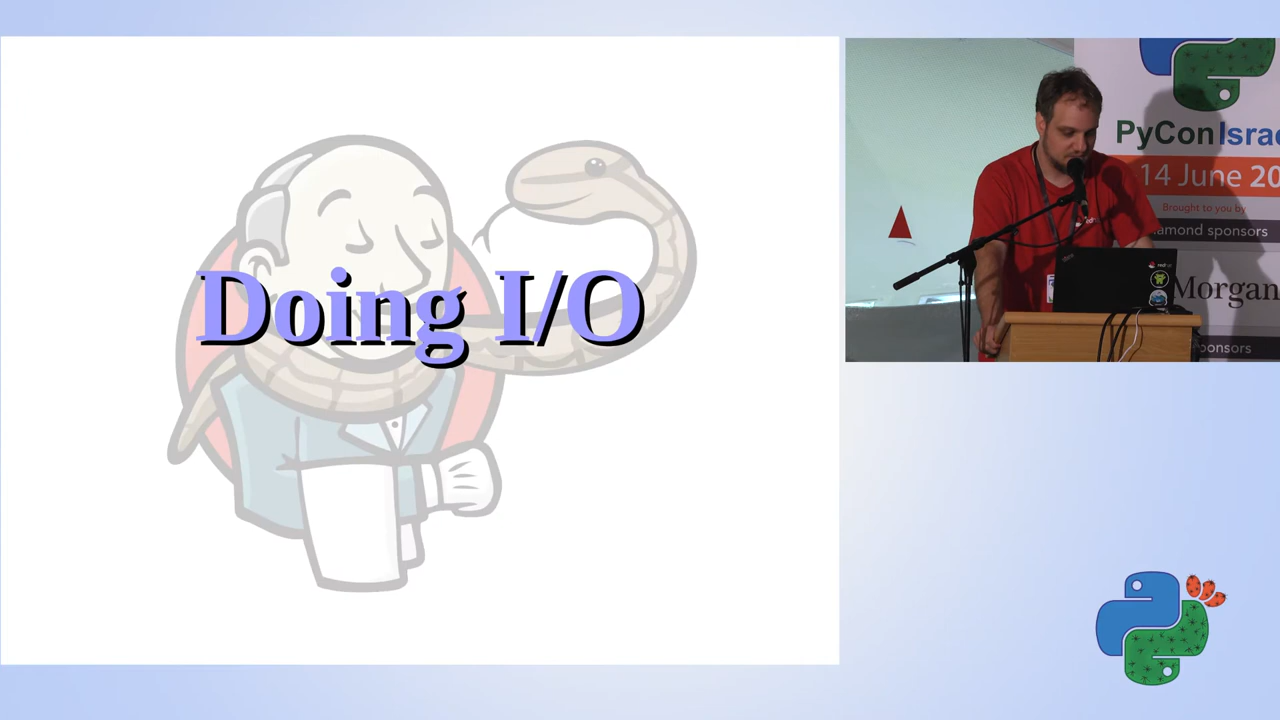 Doing I/O
PyCon Israe
14 June 20
Brought to you by
amond sponsors
Morgan
ponsors